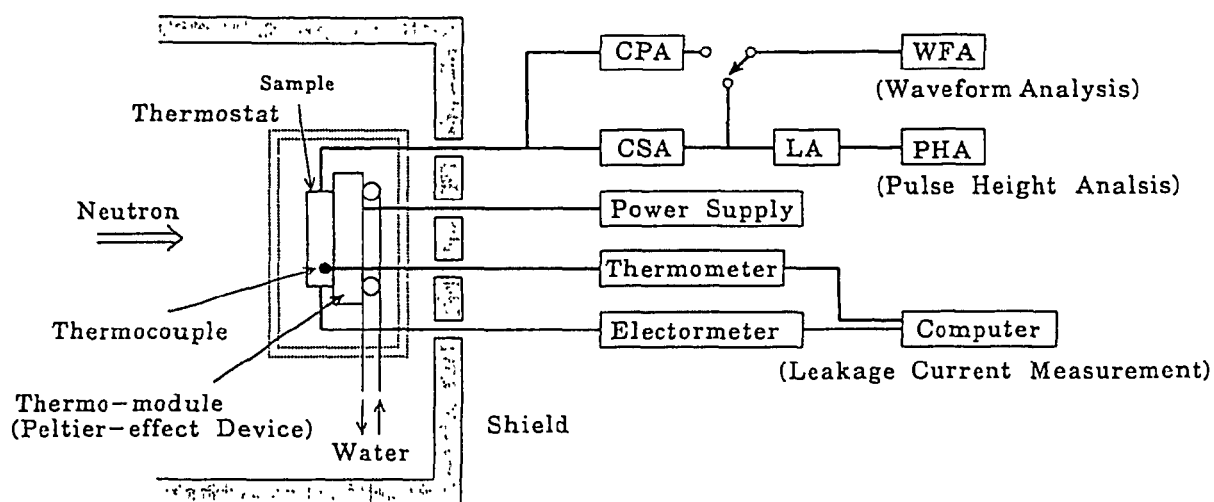 CPA
WFA
(Waveform Analysis)
Sample
Thermostat
CSA
LA
PHA
(Pulse Height Analsis)
Neutron
Power Supply
Thermometer
Thermocouple
Electormeter
Computer
(Leakage Current Measurement)
Thermo-module
(Peltier-effect Device)
Water
Shield